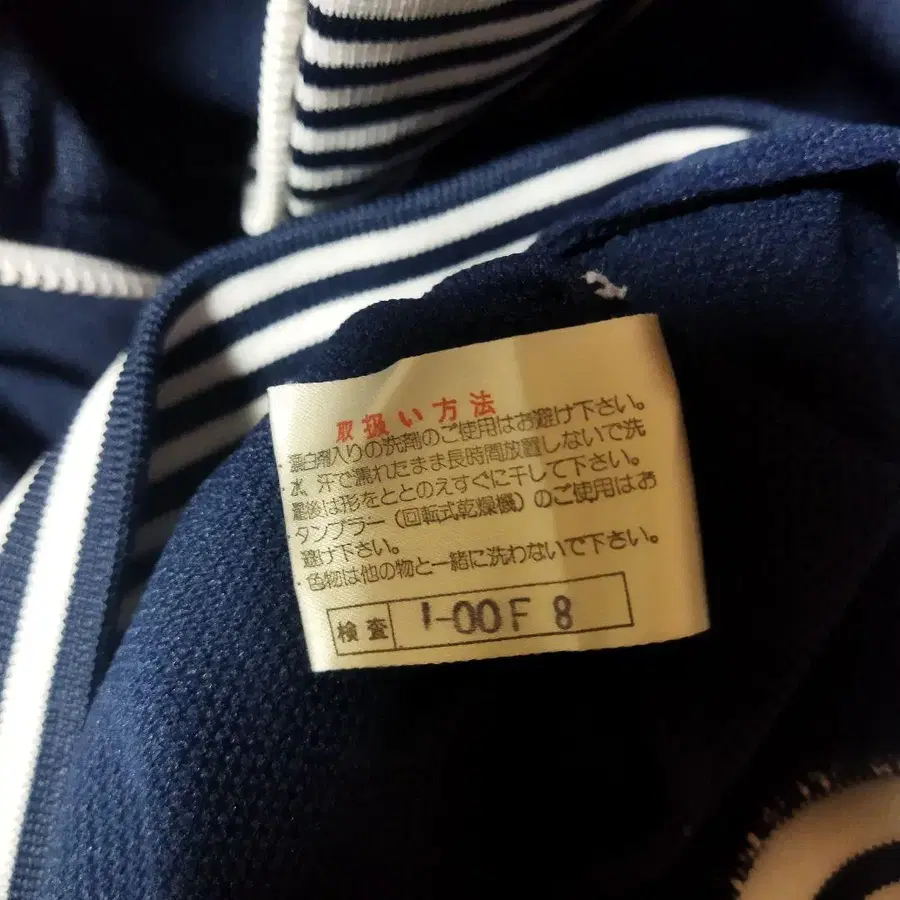 取扱い方法
・漂白剤入りの洗剤のご使用はお避け下さい。
・水、汗で濡れたまま長時間放置しないで洗
濯後は形をととのえすぐに干して下さい。
タンブラー(回転式乾燥機)のご使用はお
避け下さい。
・色物は他の物と一緒に洗わないで下さい。
検査 1-00F 8